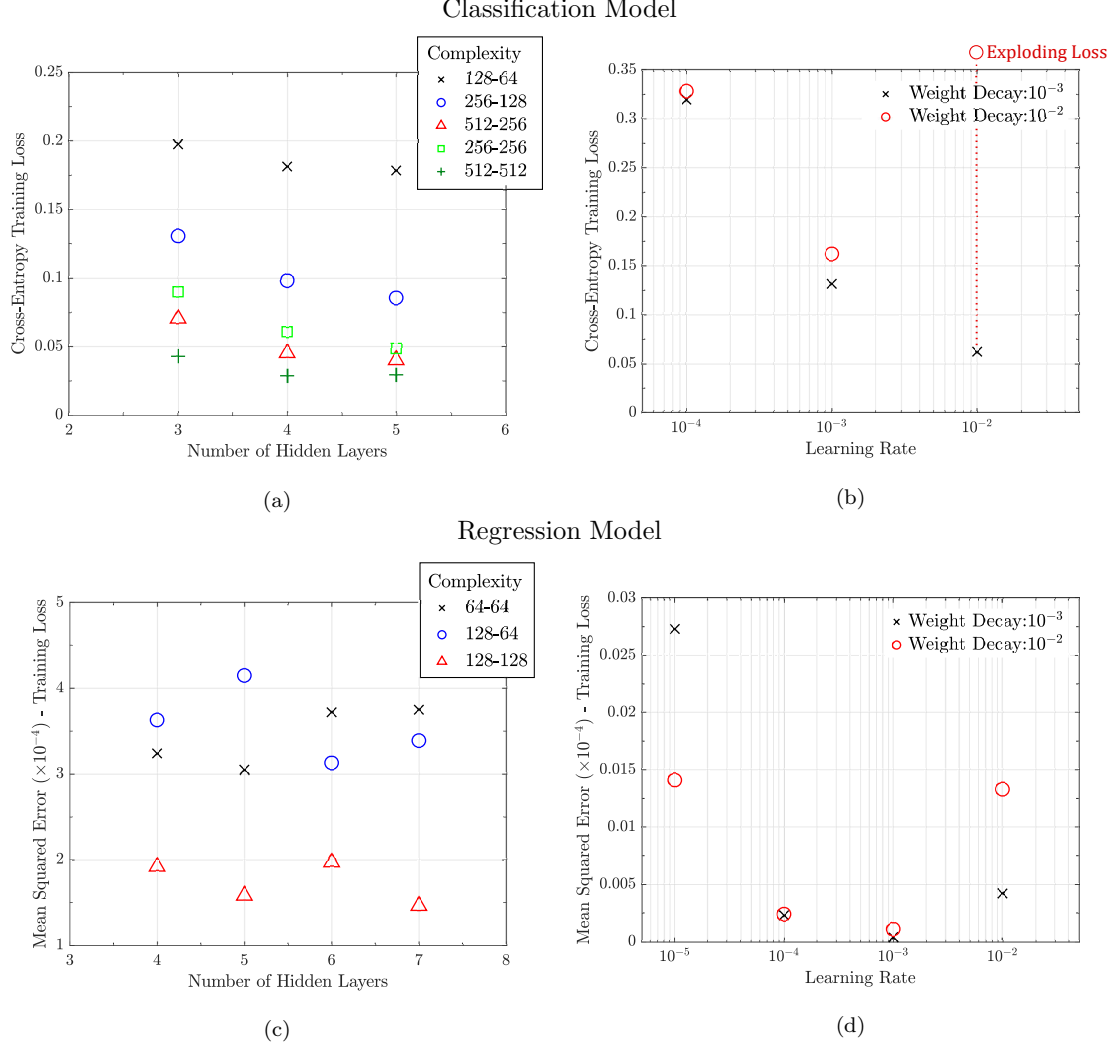 Classification Model
Complexity
128-64
256-128
512-256
256-256
512-512
0.25
0.2
0.15
0.1
0.05
0
2 3 4 5 6
Cross-Entropy Training Loss
Number of Hidden Layers
(a)
Exploding Loss
Weight Decay:10⁻³
Weight Decay:10⁻²
0.35
0.3
0.25
0.2
0.15
0.1
0.05
0
10⁻⁴ 10⁻³ 10⁻²
Cross-Entropy Training Loss
Learning Rate
(b)
Regression Model
Complexity
64-64
128-64
128-128
5
4
3
2
1
3 4 5 6 7 8
Mean Squared Error (×10⁻⁴) - Training Loss
Number of Hidden Layers
(c)
Weight Decay:10⁻³
Weight Decay:10⁻²
0.03
0.025
0.02
0.015
0.01
0.005
0
10⁻⁵ 10⁻⁴ 10⁻³ 10⁻²
Mean Squared Error (×10⁻⁴) - Training Loss
Learning Rate
(d)